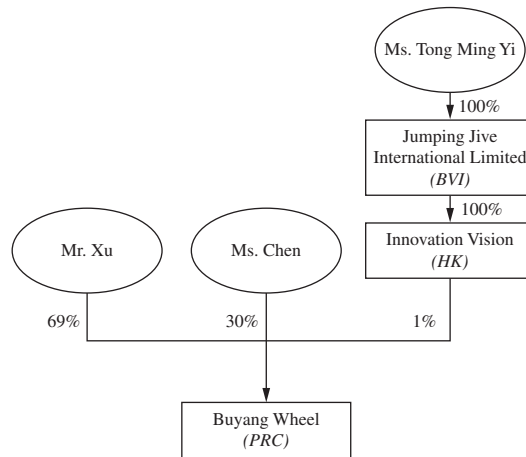 Ms. Tong Ming Yi
100%
Jumping Jive
International Limited
(BVI)
100%
Mr. Xu
Ms. Chen
Innovation Vision
(HK)
69%
30%
1%
Buyang Wheel
(PRC)